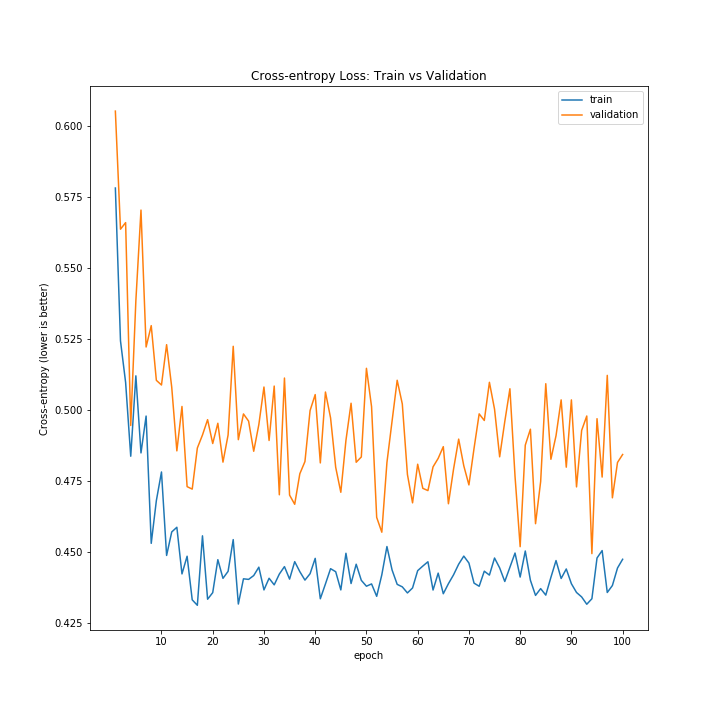 Cross-entropy Loss: Train vs Validation
train
validation
0.600
0.575
0.550
0.525
0.500
0.475
0.450
0.425
Cross-entropy (lower is better)
10 20 30 40 50 60 70 80 90 100
epoch